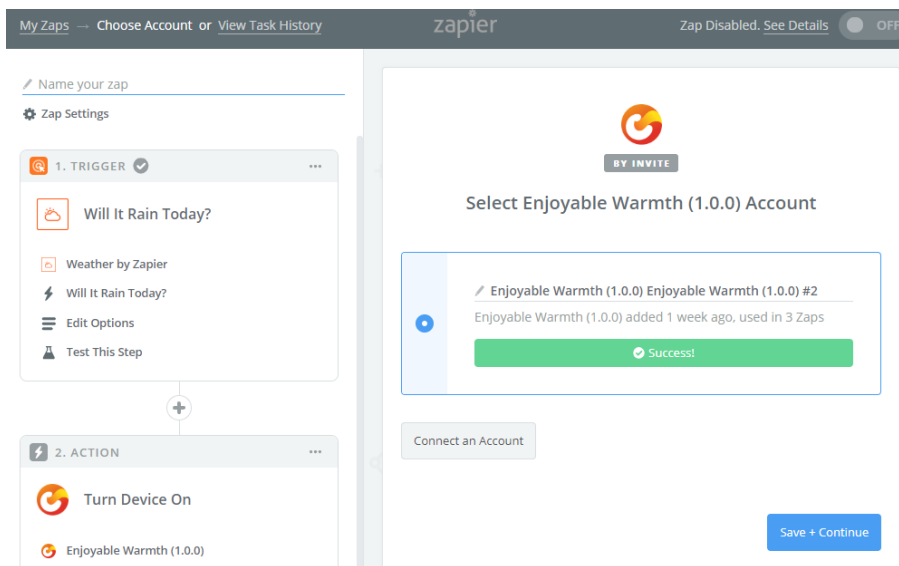 My Zaps → Choose Account or View Task History
zapier
Zap Disabled. See Details OFF
Name your zap
Zap Settings
1. TRIGGER
Will It Rain Today?
Weather by Zapier
Will It Rain Today?
Edit Options
Test This Step
2. ACTION
Turn Device On
Enjoyable Warmth (1.0.0)
BY INVITE
Select Enjoyable Warmth (1.0.0) Account
Enjoyable Warmth (1.0.0) Enjoyable Warmth (1.0.0) #2
Enjoyable Warmth (1.0.0) added 1 week ago, used in 3 Zaps
Success!
Connect an Account
Save + Continue